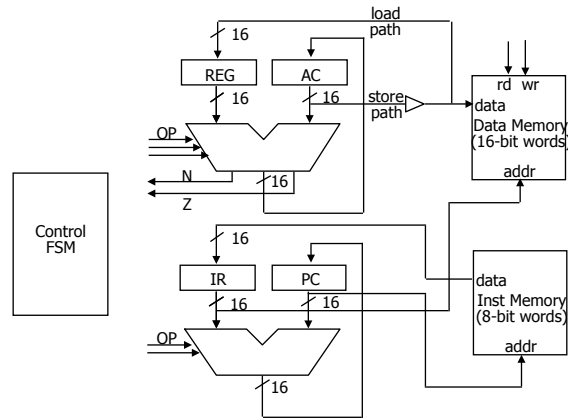 load
path
16
REG
AC
rd wr
16
16
store
path
data
Data Memory
(16-bit words)
OP
addr
N
16
Z
Control
FSM
16
data
IR
PC
Inst Memory
(8-bit words)
16
16
OP
addr
16